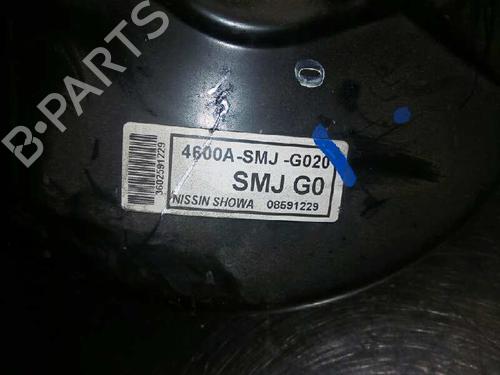 B-PARTS
4600A-SMJ -G020
SMJ G0
NISSIN SHOWA 08591229
3602591229